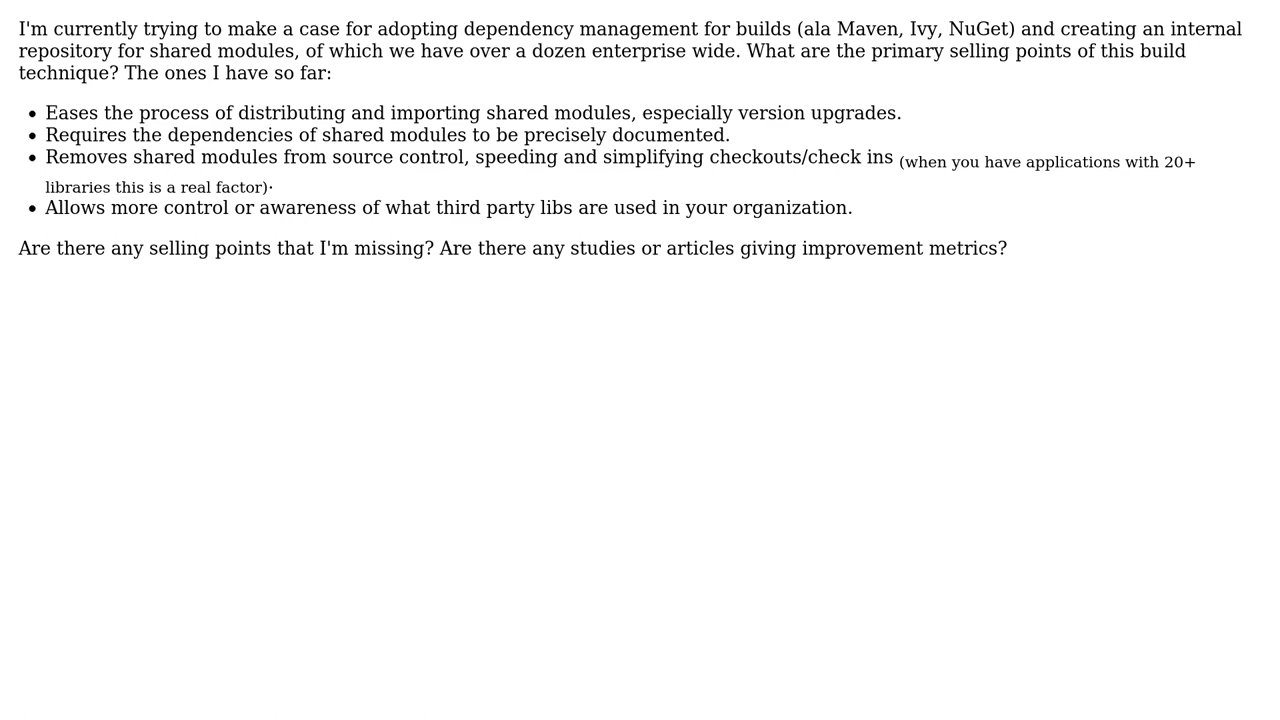 I'm currently trying to make a case for adopting dependency management for builds (ala Maven, Ivy, NuGet) and creating an internal
repository for shared modules, of which we have over a dozen enterprise wide. What are the primary selling points of this build
technique? The ones I have so far:
• Eases the process of distributing and importing shared modules, especially version upgrades.
• Requires the dependencies of shared modules to be precisely documented.
• Removes shared modules from source control, speeding and simplifying checkouts/check ins (when you have applications with 20+
libraries this is a real factor).
• Allows more control or awareness of what third party libs are used in your organization.
Are there any selling points that I'm missing? Are there any studies or articles giving improvement metrics?